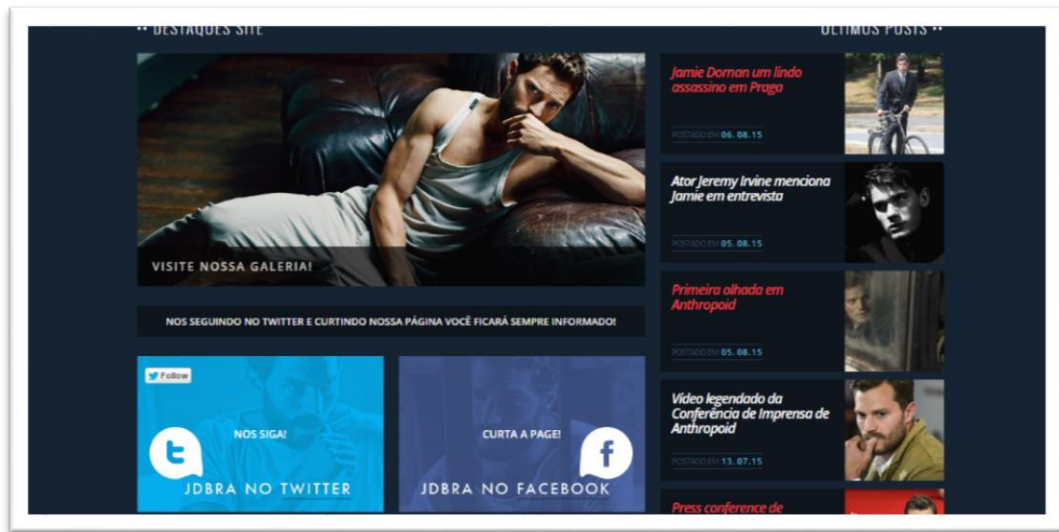 •• DESTAQUES SITE
ÚLTIMOS POSTS ••
VISITE NOSSA GALERIA!
NOS SEGUINDO NO TWITTER E CURTINDO NOSSA PÁGINA VOCÊ FICARÁ SEMPRE INFORMADO!
Follow
NOS SIGA!
JDBRA NO TWITTER
CURTA A PAGE!
JDBRA NO FACEBOOK
Jamie Dornan um lindo
assassino em Praga
POSTADO EM 06.08.15
Ator Jeremy Irvine menciona
Jamie em entrevista
POSTADO EM 05.08.15
Primeira olhada em
Anthropoid
POSTADO EM 05.08.15
Vídeo legendado da
Conferência de Imprensa de
Anthropoid
POSTADO EM 13.07.15
Press conference de